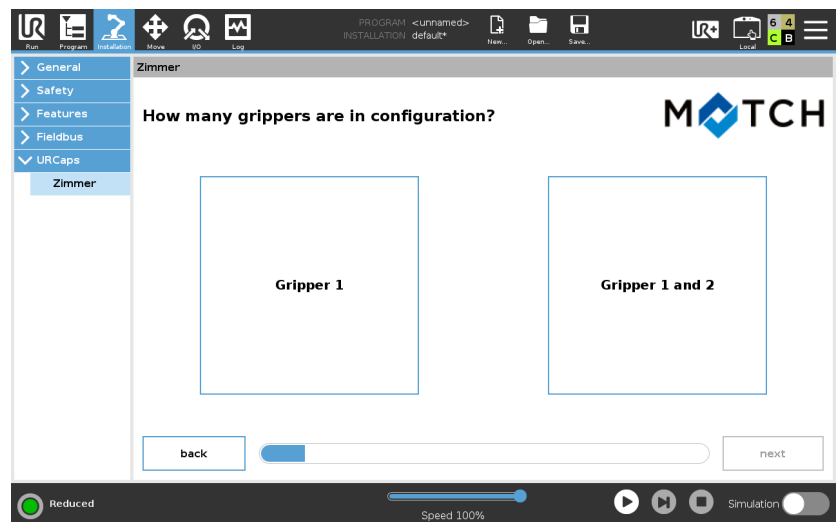 PROGRAM <unnamed>
INSTALLATION default*
Run
Program
Installation
Move
I/O
Log
New...
Open...
Save...
UR+
Local
6 4
C B
General
Safety
Features
Fieldbus
URCaps
Zimmer
Zimmer
How many grippers are in configuration?
MATCH
Gripper 1
Gripper 1 and 2
back
next
Reduced
Speed 100%
Simulation